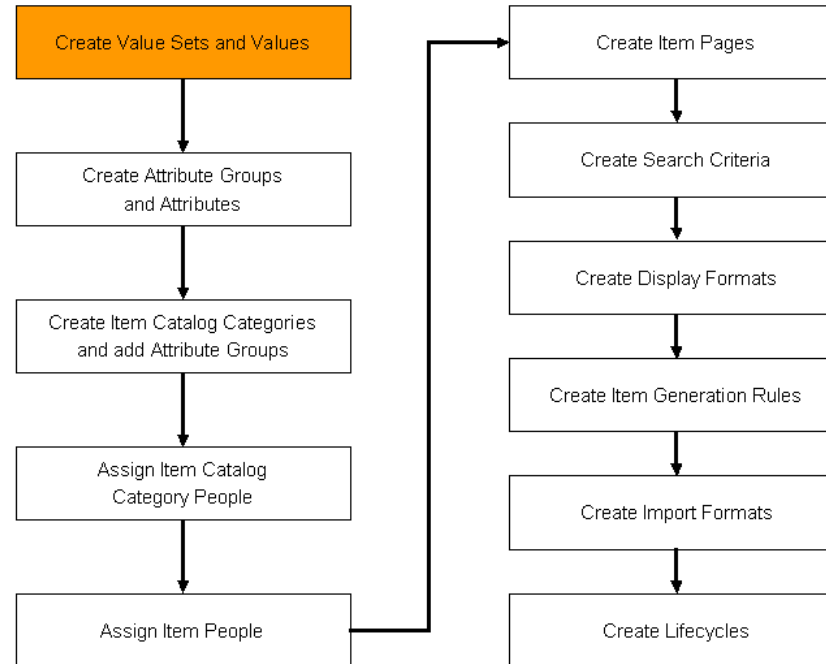 Create Value Sets and Values
Create Attribute Groups
and Attributes
Create Item Catalog Categories
and add Attribute Groups
Assign Item Catalog
Category People
Assign Item People
Create Item Pages
Create Search Criteria
Create Display Formats
Create Item Generation Rules
Create Import Formats
Create Lifecycles